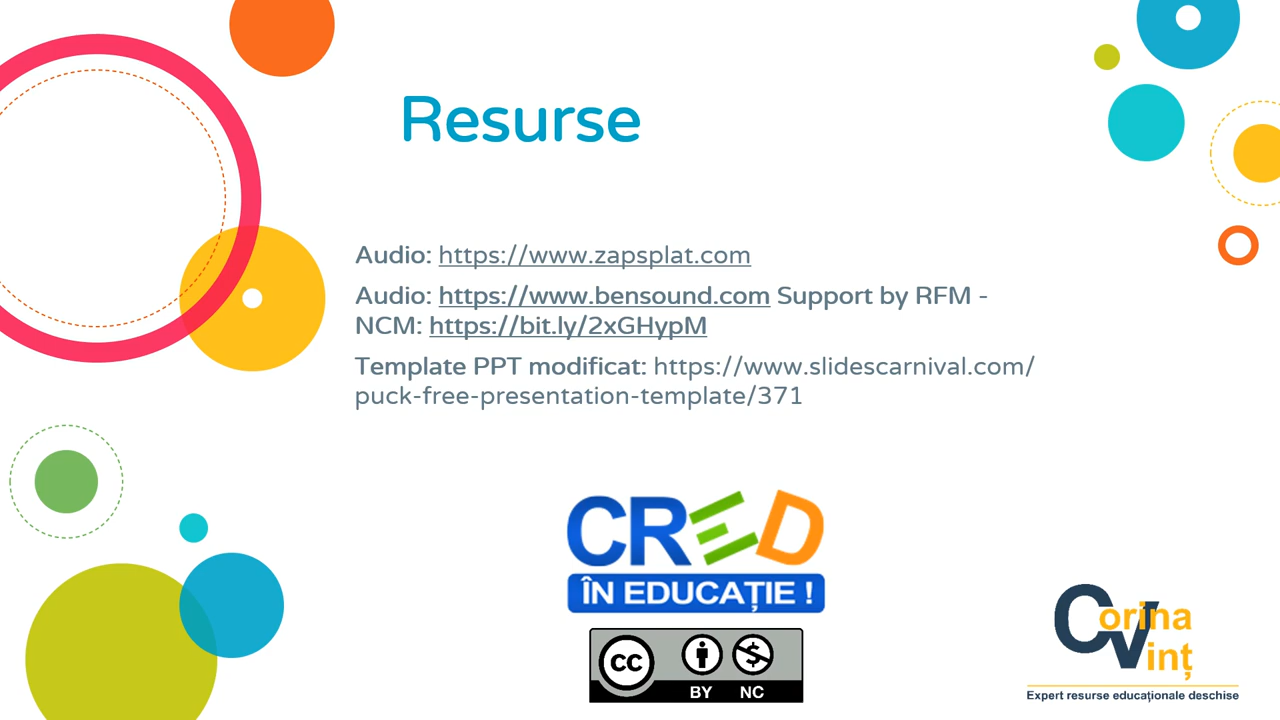 Resurse
Audio: https://www.zapsplat.com
Audio: https://www.bensound.com Support by RFM -
NCM: https://bit.ly/2xGHypM
Template PPT modificat: https://www.slidescarnival.com/
puck-free-presentation-template/371
CRED
ÎN EDUCAȚIE !
CC
BY NC
Corina
Vinț
Expert resurse educaționale deschise